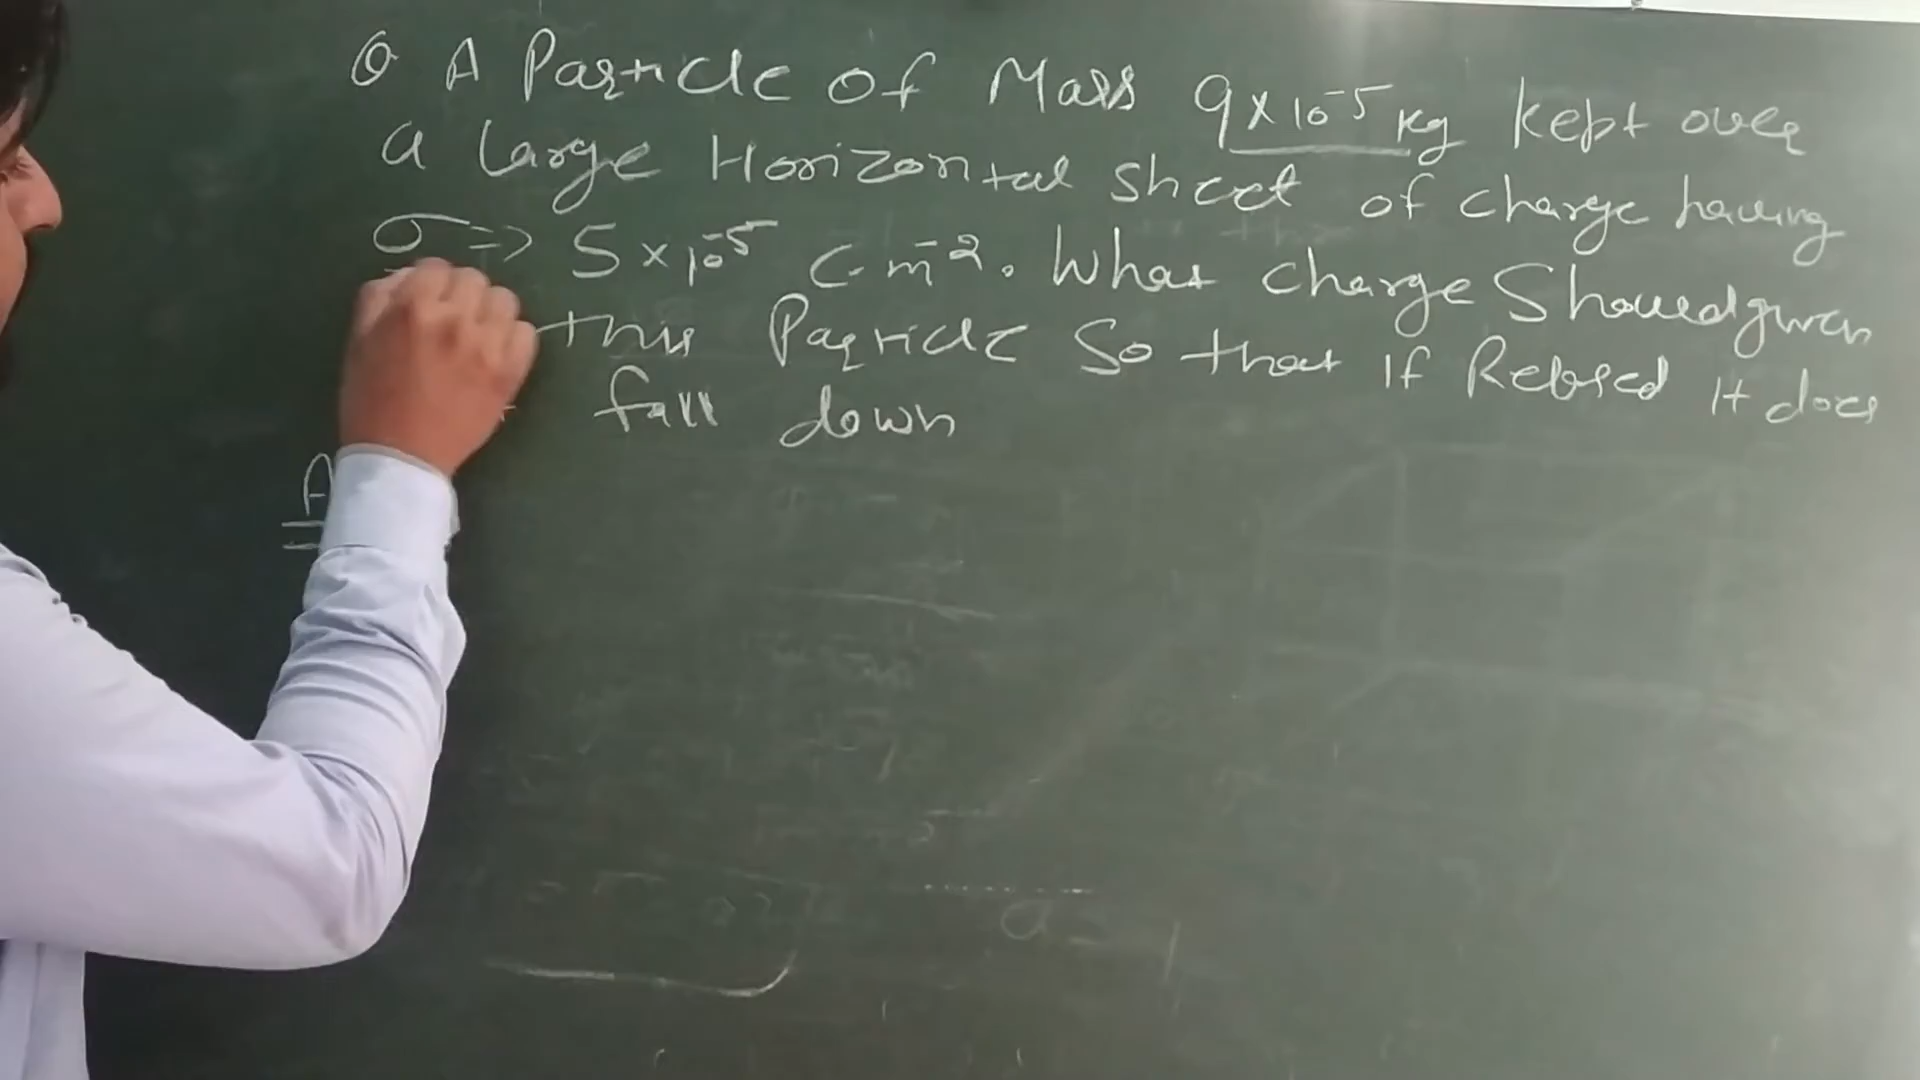 Q A Particle of Mass 9×10⁻⁵ kg kept over
a large Horizontal sheet of charge having
σ => 5 × 10⁻⁵ C m⁻². What charge Should given
this Particle So that if Relesed it does
fall down
A